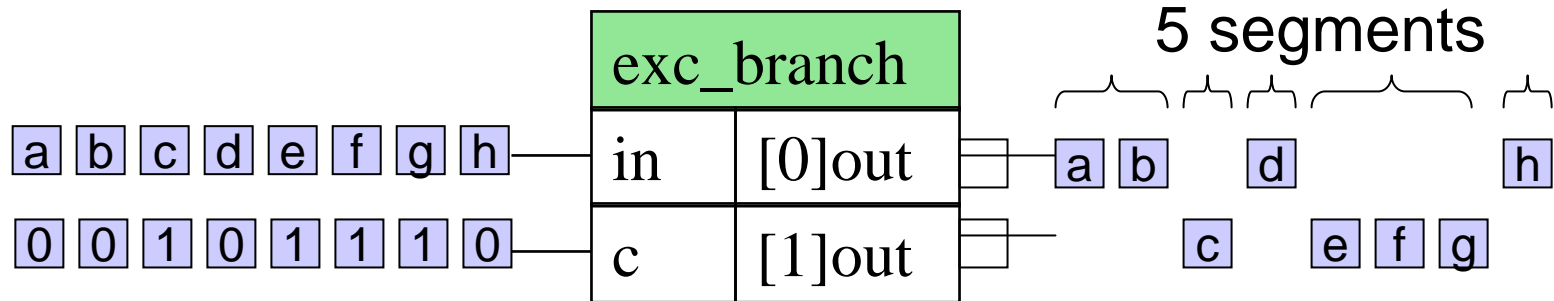 5 segments
exc_branch
a b c d e f g h in [0]out a b d h
0 0 1 0 1 1 1 0 c [1]out c e f g